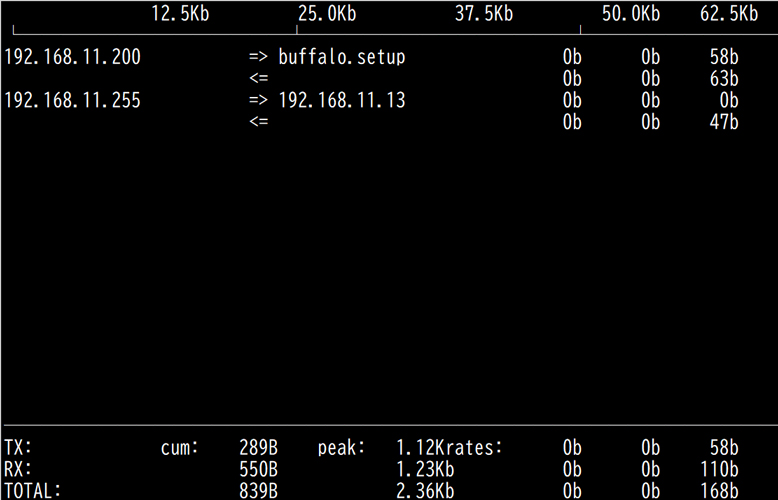 12.5Kb 25.0Kb 37.5Kb 50.0Kb 62.5Kb
192.168.11.200 => buffalo.setup 0b 0b 58b
<= 0b 0b 63b
192.168.11.255 => 192.168.11.13 0b 0b 0b
<= 0b 0b 47b
TX: cum: 289B peak: 1.12Krates: 0b 0b 58b
RX: 550B 1.23Kb 0b 0b 110b
TOTAL: 839B 2.36Kb 0b 0b 168b